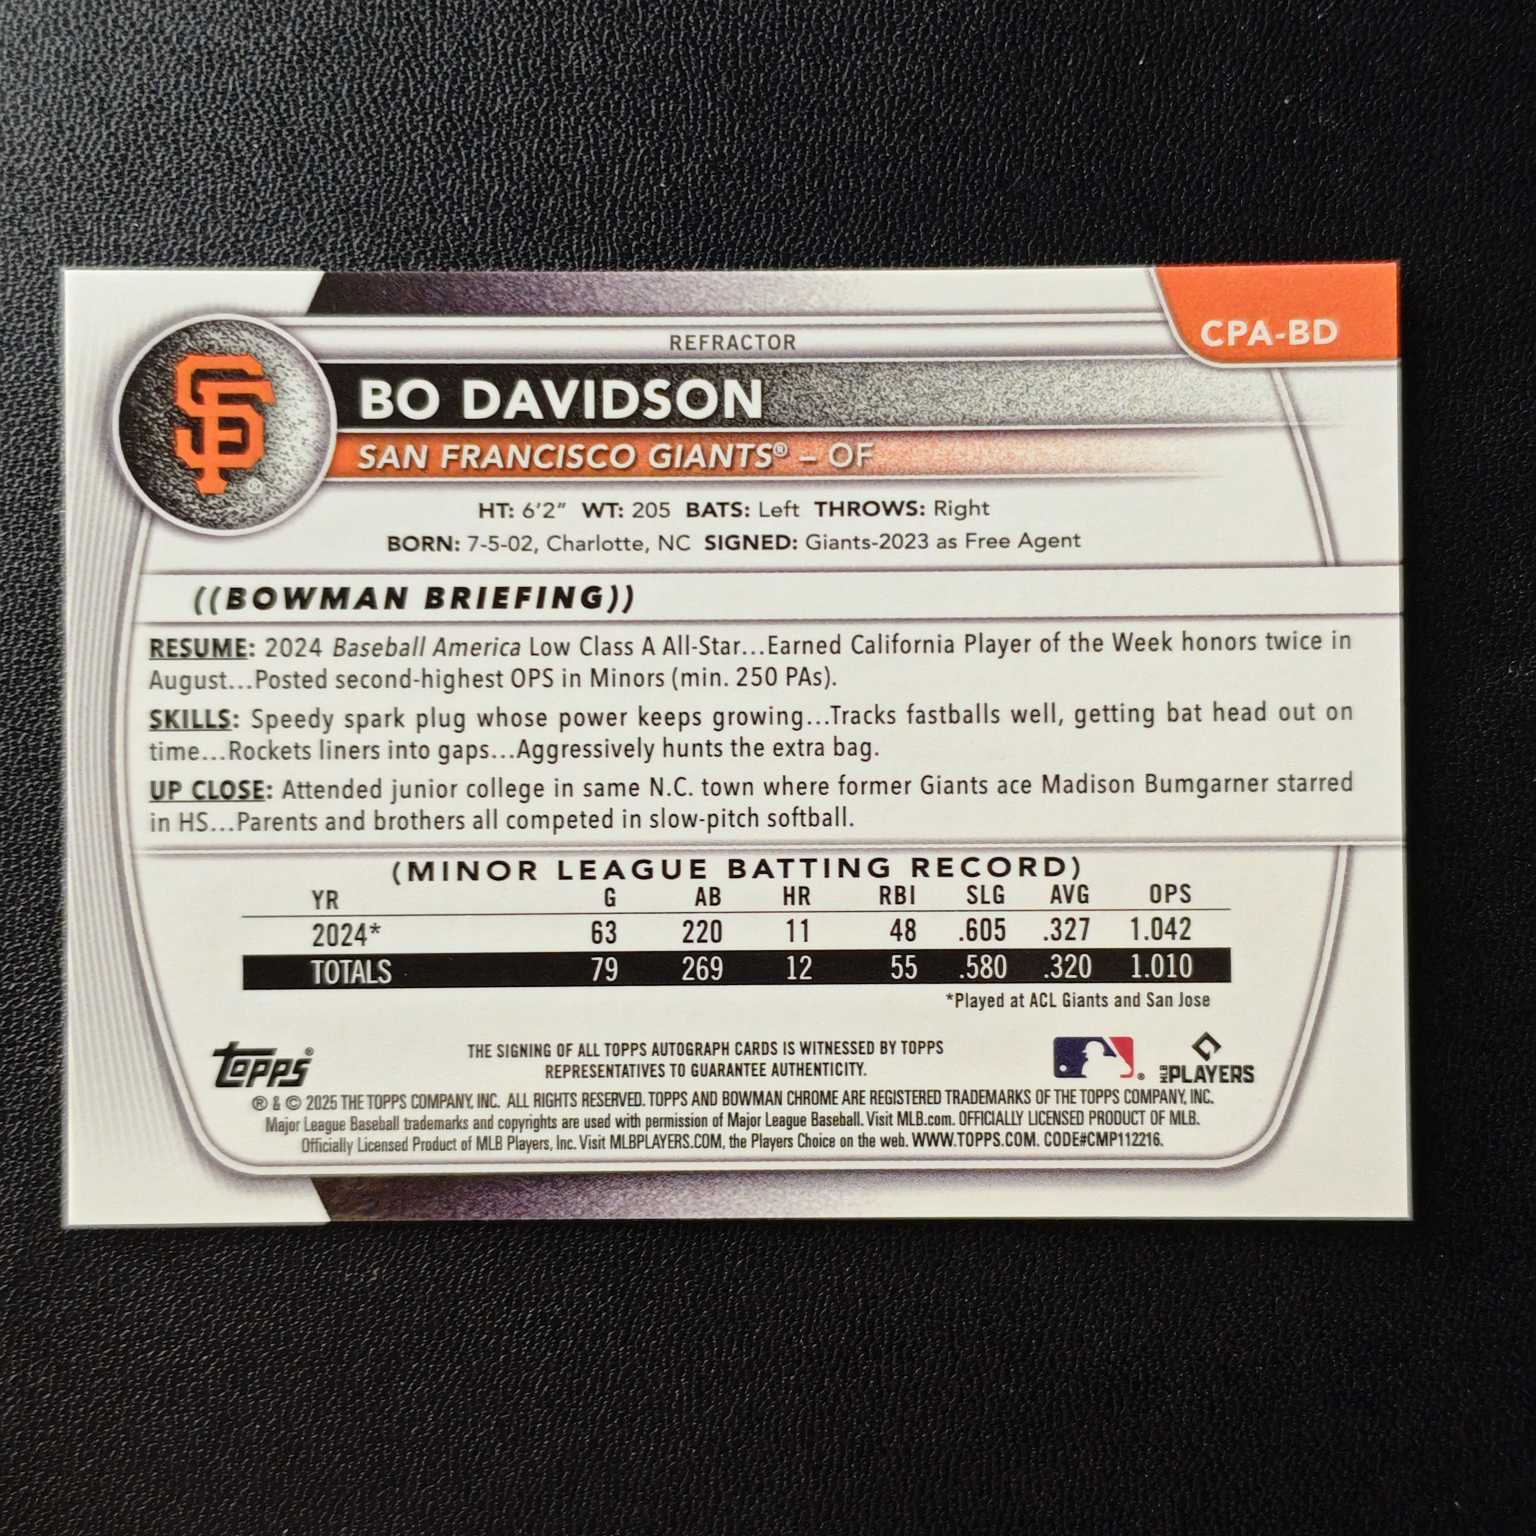 CPA-BD
REFRACTOR
BO DAVIDSON
SAN FRANCISCO GIANTS® – OF
HT: 6'2" WT: 205 BATS: Left THROWS: Right
BORN: 7-5-02, Charlotte, NC SIGNED: Giants-2023 as Free Agent
((BOWMAN BRIEFING))
RESUME: 2024 Baseball America Low Class A All-Star...Earned California Player of the Week honors twice in
August...Posted second-highest OPS in Minors (min. 250 PAs).
SKILLS: Speedy spark plug whose power keeps growing...Tracks fastballs well, getting bat head out on
time...Rockets liners into gaps...Aggressively hunts the extra bag.
UP CLOSE: Attended junior college in same N.C. town where former Giants ace Madison Bumgarner starred
in HS...Parents and brothers all competed in slow-pitch softball.
(MINOR LEAGUE BATTING RECORD)
YR G AB HR RBI SLG AVG OPS
2024* 63 220 11 48 .605 .327 1.042
TOTALS 79 269 12 55 .580 .320 1.010
*Played at ACL Giants and San Jose
SF®
Topps®
THE SIGNING OF ALL TOPPS AUTOGRAPH CARDS IS WITNESSED BY TOPPS
REPRESENTATIVES TO GUARANTEE AUTHENTICITY.
®
MLB PLAYERS
® & © 2025 THE TOPPS COMPANY, INC. ALL RIGHTS RESERVED. TOPPS AND BOWMAN CHROME ARE REGISTERED TRADEMARKS OF THE TOPPS COMPANY, INC.
Major League Baseball trademarks and copyrights are used with permission of Major League Baseball. Visit MLB.com. OFFICIALLY LICENSED PRODUCT OF MLB.
Officially Licensed Product of MLB Players, Inc. Visit MLBPLAYERS.COM, the Players Choice on the web. WWW.TOPPS.COM. CODE#CMP112216.